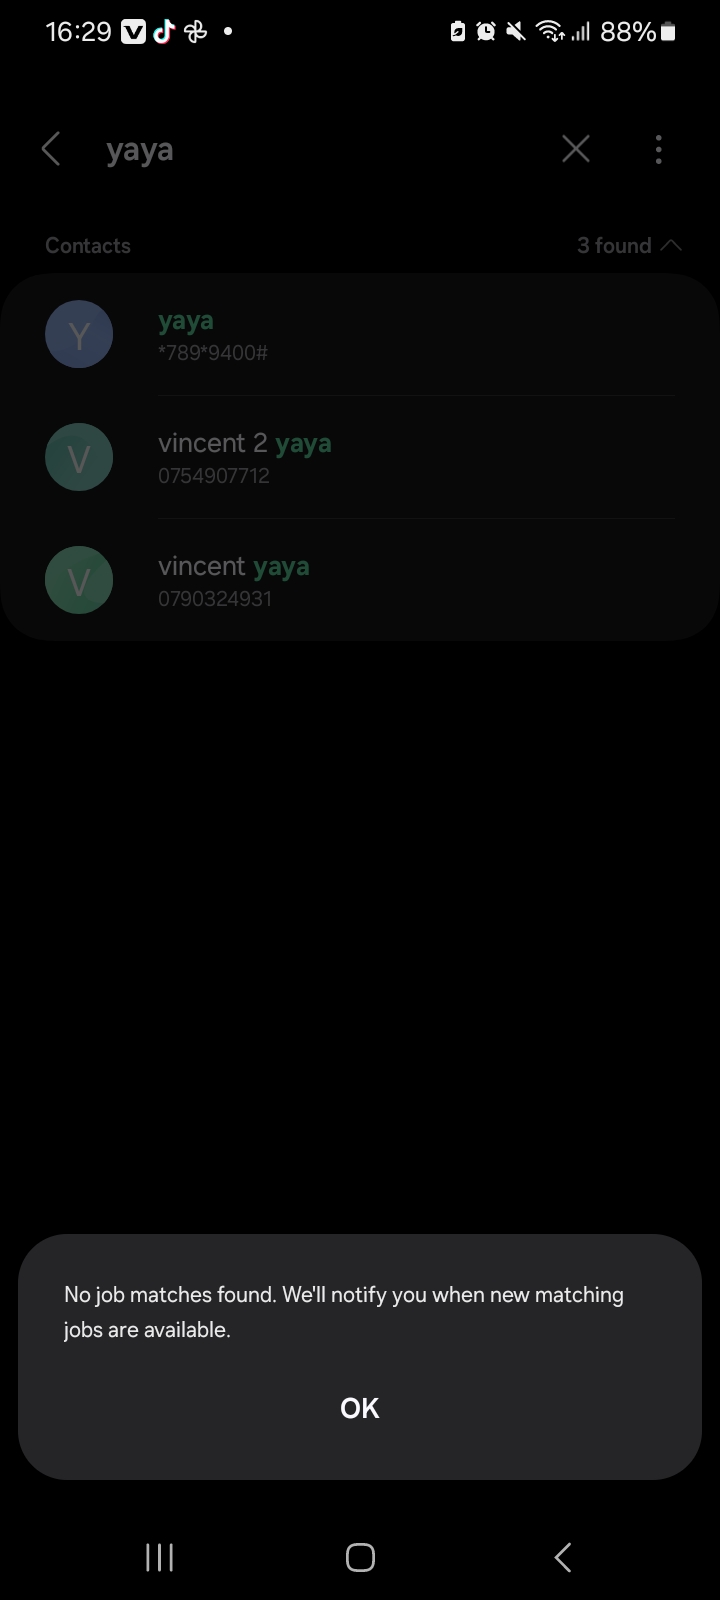 16:29
88%
yaya
Contacts
3 found
Y
yaya
*789*9400#
V
vincent 2 yaya
0754907712
V
vincent yaya
0790324931
No job matches found. We'll notify you when new matching
jobs are available.
OK